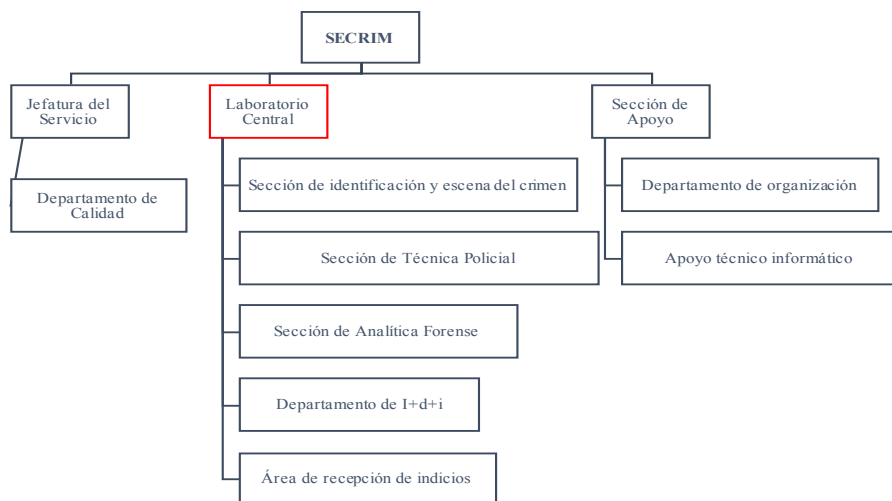 SECRIM
Jefatura del
Servicio
Laboratorio
Central
Sección de
Apoyo
Departamento de
Calidad
Sección de identificación y escena del crimen
Sección de Técnica Policial
Sección de Analítica Forense
Departamento de I+d+i
Área de recepción de indicios
Departamento de organización
Apoyo técnico informático